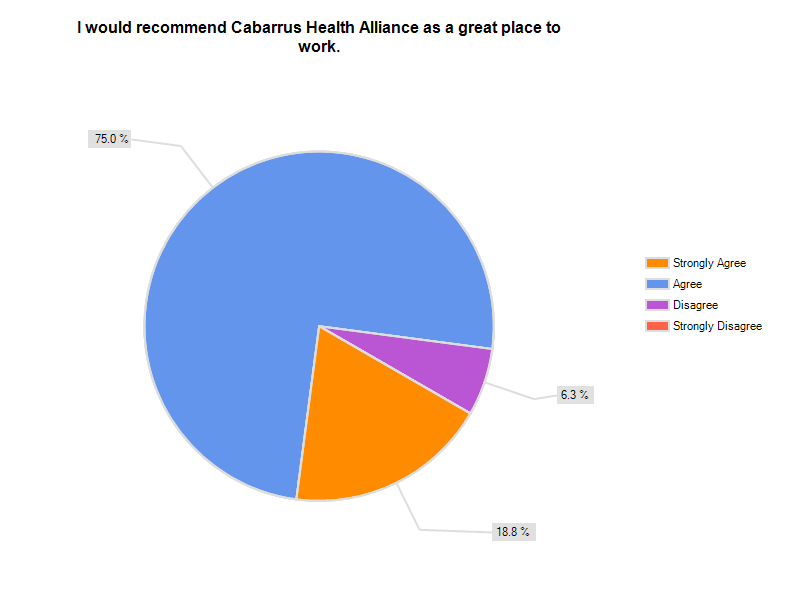 I would recommend Cabarrus Health Alliance as a great place to
work.
75.0 %
Strongly Agree
Agree
Disagree
Strongly Disagree
6.3 %
18.8 %